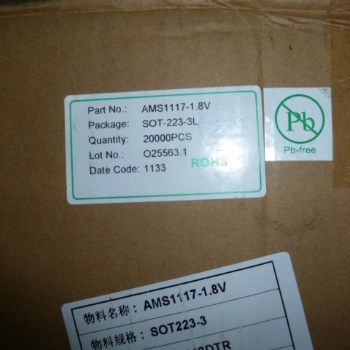 Part No.: AMS1117-1.8V
Package: SOT-223-3L
Quantity: 20000PCS
Lot No.: O25563.1
ROHS
Date Code: 1133
Pb
Pb-free
物料名称: AMS1117-1.8V
物料规格: SOT223-3